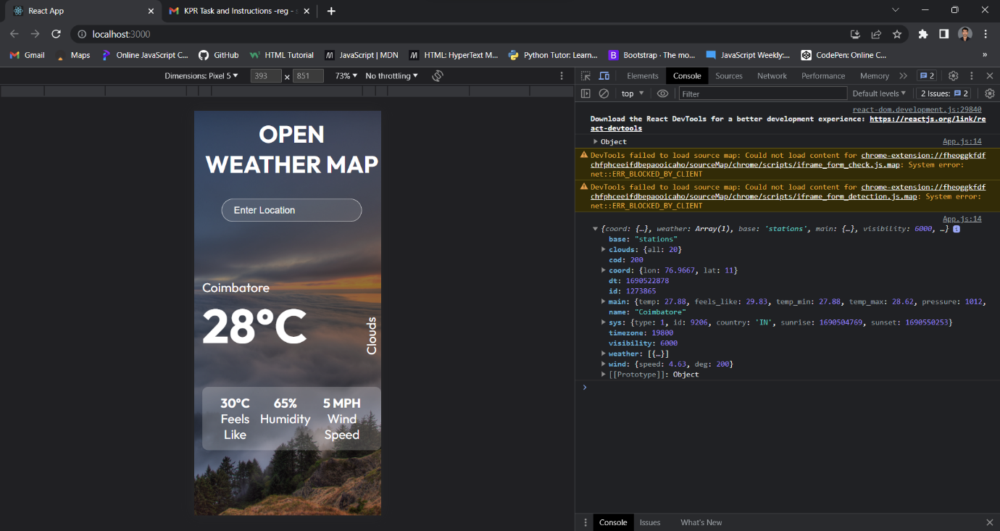 React App
KPR Task and Instructions -reg -
localhost:3000
Gmail
Maps
Online JavaScript C...
GitHub
HTML Tutorial
JavaScript | MDN
HTML: HyperText M...
Python Tutor: Learn...
Bootstrap · The mo...
JavaScript Weekly:...
CodePen: Online C...
»
Dimensions: Pixel 5 393 x 851 73% No throttling
Elements Console Sources Network Performance Memory 2
top Filter Default levels 2 Issues: 2
OPEN
WEATHER MAP
Enter Location
Coimbatore
28°C
Clouds
30°C 65% 5 MPH
Feels Humidity Wind
Like Speed
react-dom.development.js:29840
Download the React DevTools for a better development experience: https://reactjs.org/link/re
act-devtools
Object App.js:14
DevTools failed to load source map: Could not load content for chrome-extension://fheoggkfdf
chfphceeifdbepaooicaho/sourceMap/chrome/scripts/iframe_form_check.js.map: System error:
net::ERR_BLOCKED_BY_CLIENT
DevTools failed to load source map: Could not load content for chrome-extension://fheoggkfdf
chfphceeifdbepaooicaho/sourceMap/chrome/scripts/iframe_form_detection.js.map: System error:
net::ERR_BLOCKED_BY_CLIENT
App.js:14
{coord: {…}, weather: Array(1), base: 'stations', main: {…}, visibility: 6000, …} i
base: "stations"
clouds: {all: 20}
cod: 200
coord: {lon: 76.9667, lat: 11}
dt: 1690522878
id: 1273865
main: {temp: 27.88, feels_like: 29.83, temp_min: 27.88, temp_max: 28.62, pressure: 1012,
name: "Coimbatore"
sys: {type: 1, id: 9206, country: 'IN', sunrise: 1690504769, sunset: 1690550253}
timezone: 19800
visibility: 6000
weather: [{…}]
wind: {speed: 4.63, deg: 200}
[[Prototype]]: Object
Console Issues What's New